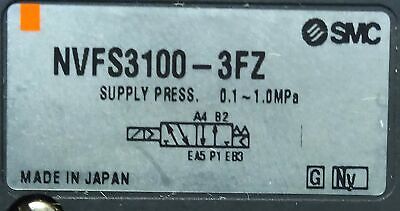 SMC
NVFS3100-3FZ
SUPPLY PRESS. 0.1~1.0MPa
A4 B2
EA5 P1 EB3
MADE IN JAPAN
G NV